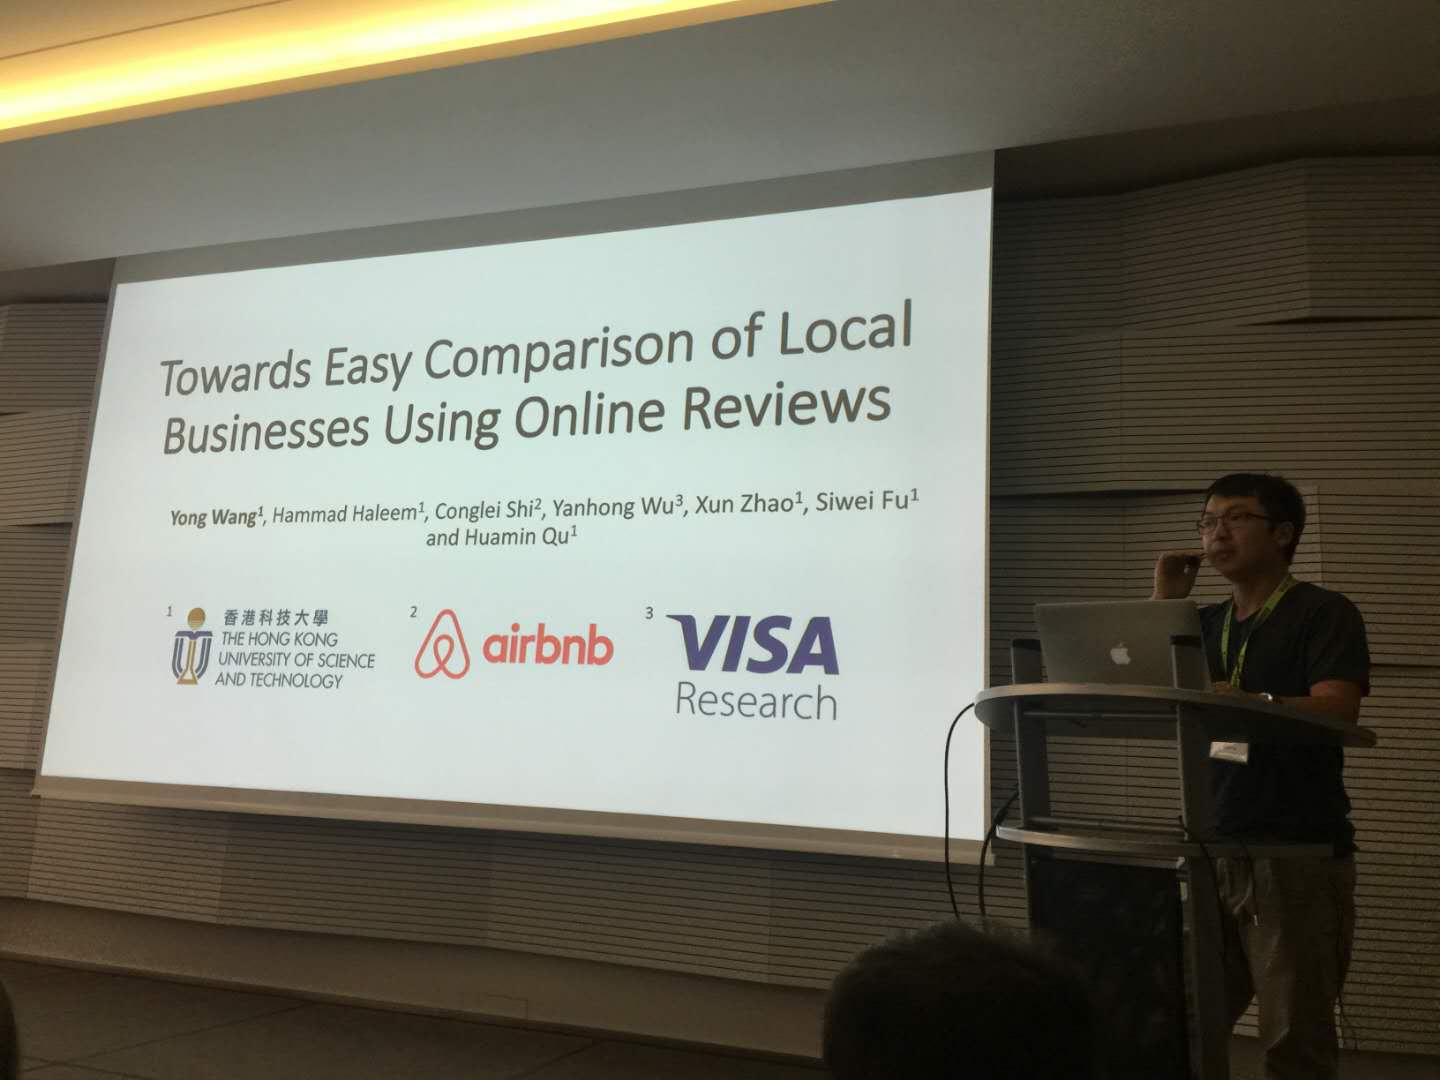 Towards Easy Comparison of Local
Businesses Using Online Reviews
Yong Wang¹, Hammad Haleem¹, Conglei Shi², Yanhong Wu³, Xun Zhao¹, Siwei Fu¹
and Huamin Qu¹
1
香港科技大學
THE HONG KONG
UNIVERSITY OF SCIENCE
AND TECHNOLOGY
2
airbnb
3
VISA
Research